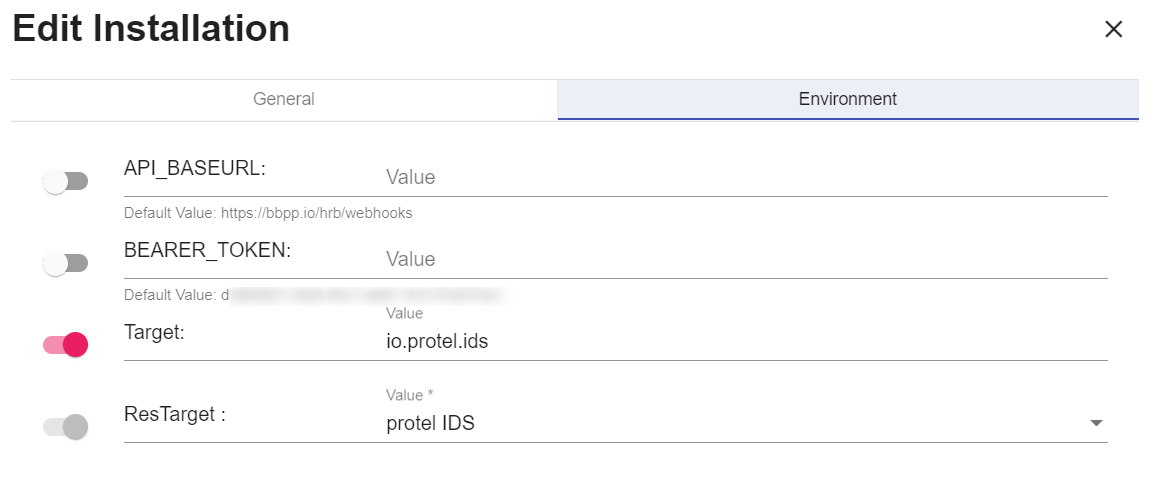 Edit Installation
General
Environment
API_BASEURL:
Value
Default Value: https://bbpp.io/hrb/webhooks
BEARER_TOKEN:
Value
Default Value: d
Value
Target:
io.protel.ids
Value *
ResTarget :
protel IDS